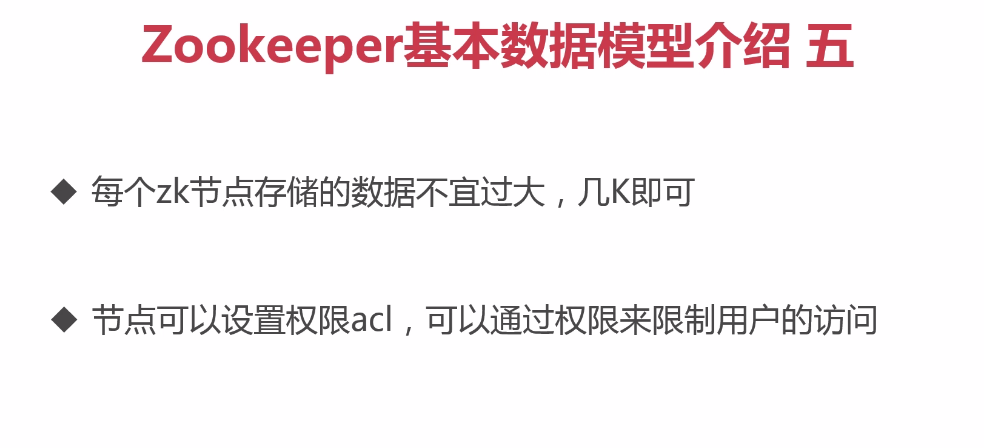 Zookeeper基本数据模型介绍 五
◆ 每个zk节点存储的数据不宜过大，几K即可
◆ 节点可以设置权限acl，可以通过权限来限制用户的访问